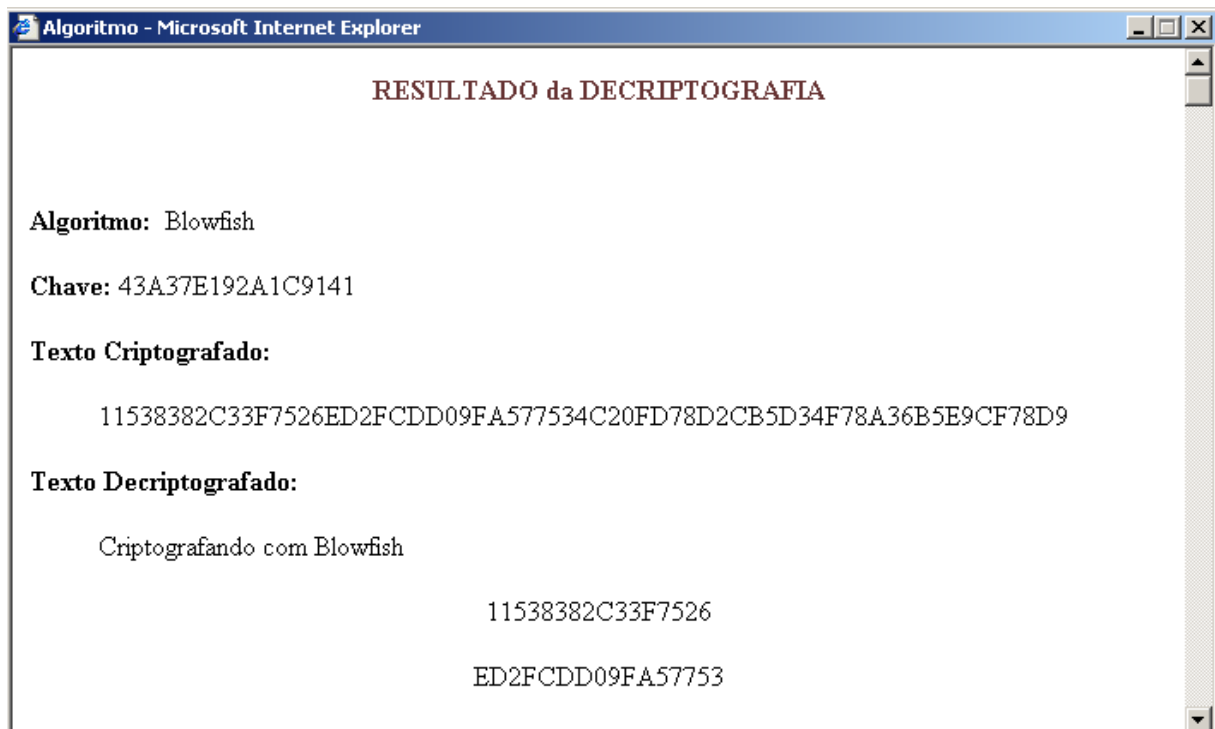 Algoritmo - Microsoft Internet Explorer
RESULTADO da DECRIPTOGRAFIA
Algoritmo: Blowfish
Chave: 43A37E192A1C9141
Texto Criptografado:
11538382C33F7526ED2FCDD09FA577534C20FD78D2CB5D34F78A36B5E9CF78D9
Texto Decriptografado:
Criptografando com Blowfish
11538382C33F7526
ED2FCDD09FA57753